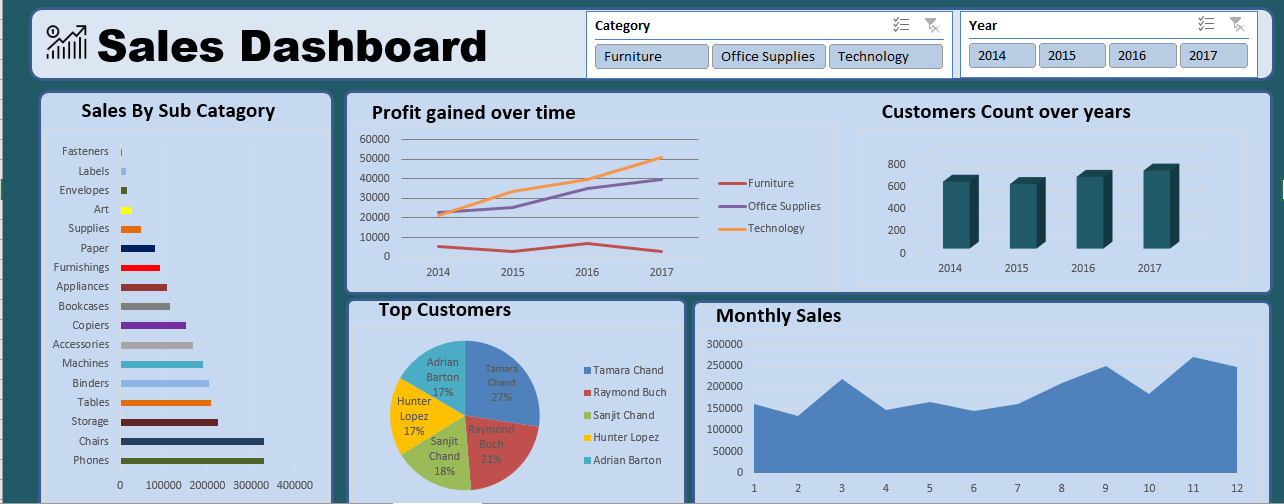 Sales Dashboard
Category
Furniture Office Supplies Technology
Year
2014 2015 2016 2017
Sales By Sub Catagory
Fasteners
Labels
Envelopes
Art
Supplies
Paper
Furnishings
Appliances
Bookcases
Copiers
Accessories
Machines
Binders
Tables
Storage
Chairs
Phones
0 100000 200000 300000 400000
Profit gained over time
60000
50000
40000
30000
20000
10000
0
2014 2015 2016 2017
Furniture
Office Supplies
Technology
Customers Count over years
800
600
400
200
0
2014 2015 2016 2017
Top Customers
Tamara
Chand
27%
Raymond
Buch
21%
Sanjit
Chand
18%
Hunter
Lopez
17%
Adrian
Barton
17%
Tamara Chand
Raymond Buch
Sanjit Chand
Hunter Lopez
Adrian Barton
Monthly Sales
300000
250000
200000
150000
100000
50000
0
1 2 3 4 5 6 7 8 9 10 11 12